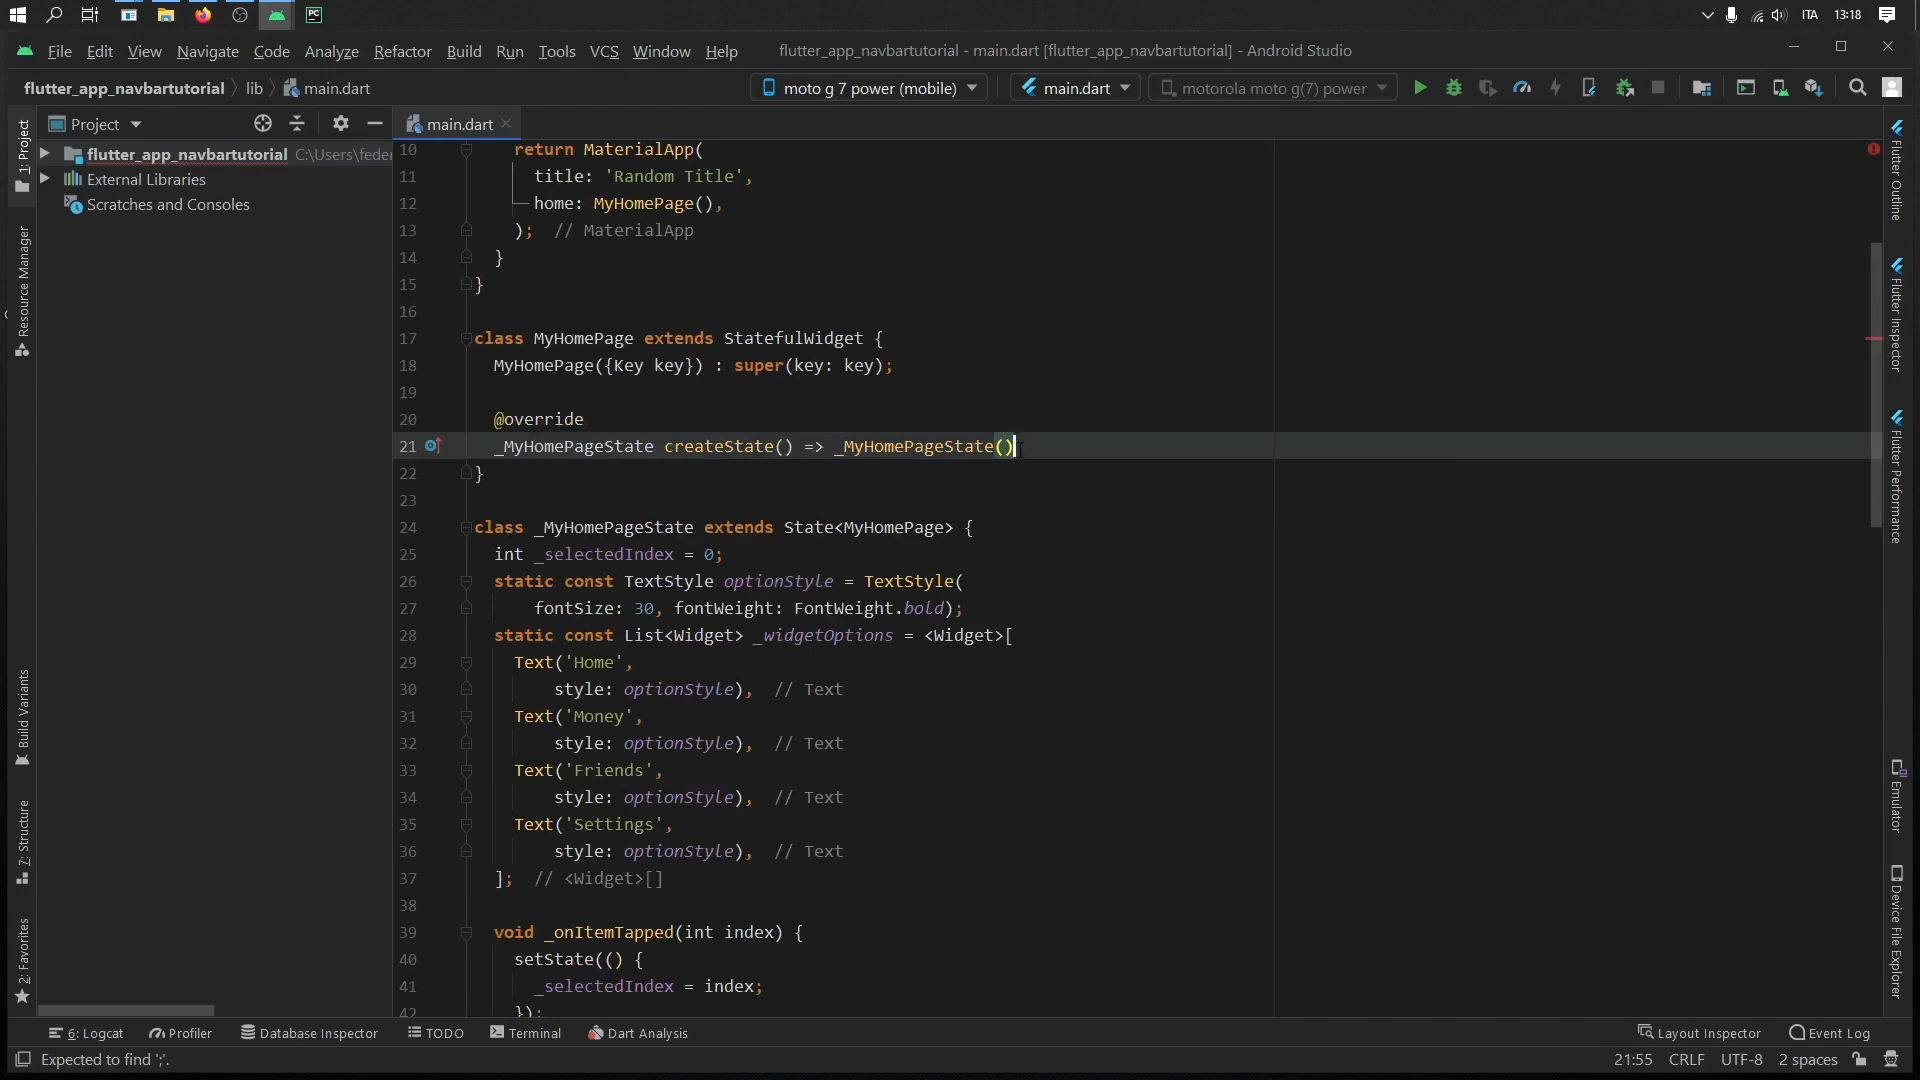 PC
ITA
13:18
File Edit View Navigate Code Analyze Refactor Build Run Tools VCS Window Help
flutter_app_navbartutorial - main.dart [flutter_app_navbartutorial] - Android Studio
flutter_app_navbartutorial lib main.dart
moto g 7 power (mobile)
main.dart
motorola moto g(7) power
Project
main.dart
flutter_app_navbartutorial C:\Users\feder
External Libraries
Scratches and Consoles
1: Project
Resource Manager
Build Variants
7: Structure
2: Favorites
10 return MaterialApp(
11 title: 'Random Title',
12 home: MyHomePage(),
13 ); // MaterialApp
14 }
15 }
16
17 class MyHomePage extends StatefulWidget {
18 MyHomePage({Key key}) : super(key: key);
19
20 @override
21 _MyHomePageState createState() => _MyHomePageState()
22 }
23
24 class _MyHomePageState extends State<MyHomePage> {
25 int _selectedIndex = 0;
26 static const TextStyle optionStyle = TextStyle(
27 fontSize: 30, fontWeight: FontWeight.bold);
28 static const List<Widget> _widgetOptions = <Widget>[
29 Text('Home',
30 style: optionStyle), // Text
31 Text('Money',
32 style: optionStyle), // Text
33 Text('Friends',
34 style: optionStyle), // Text
35 Text('Settings',
36 style: optionStyle), // Text
37 ]; // <Widget>[]
38
39 void _onItemTapped(int index) {
40 setState(() {
41 _selectedIndex = index;
42 });
Flutter Outline
Flutter Inspector
Flutter Performance
Emulator
Device File Explorer
6: Logcat Profiler Database Inspector TODO Terminal Dart Analysis
Layout Inspector Event Log
Expected to find ';'.
21:55 CRLF UTF-8 2 spaces